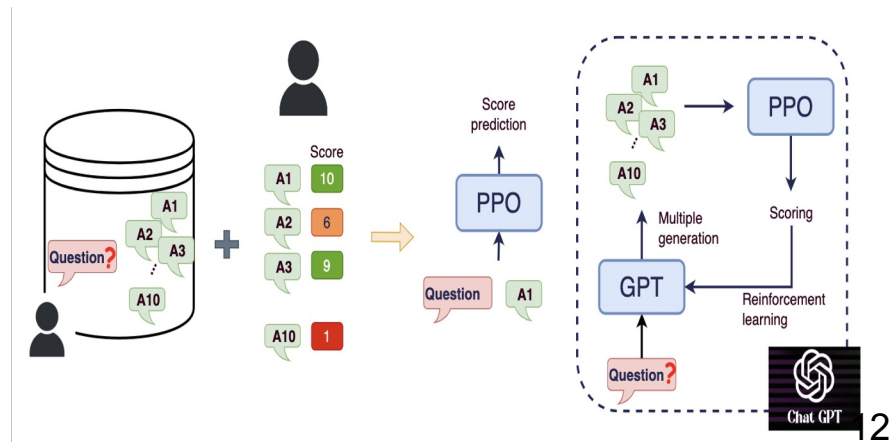 Question?
A1
A2
A3
A10
Score
A1
10
A2
6
A3
9
A10
1
Score
prediction
PPO
Question
A1
A1
A2
A3
A10
PPO
Multiple
generation
Scoring
GPT
Reinforcement
learning
Question?
Chat GPT
12